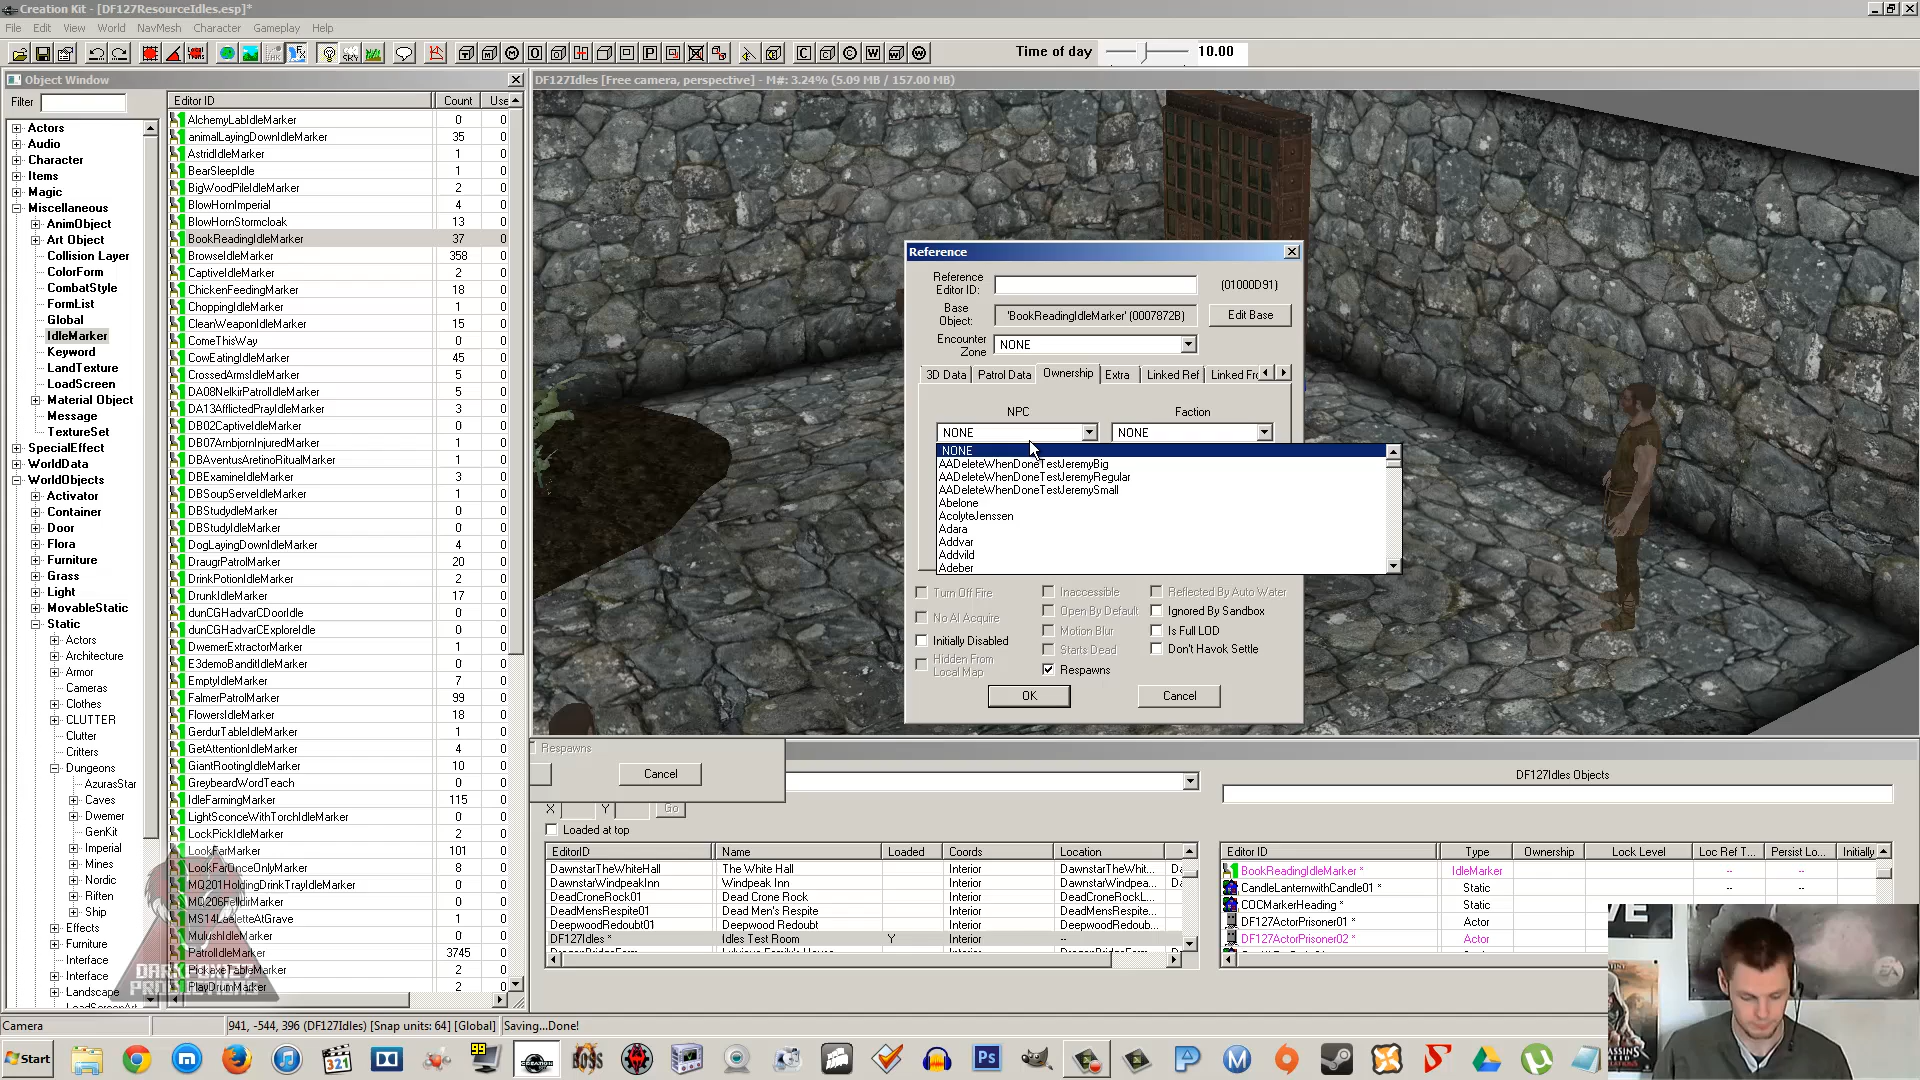 Creation Kit - [DF127ResourceIdles.esp]*
File Edit View World NavMesh Character Gameplay Help
Time of day 10.00
Object Window
DF127Idles [Free camera, perspective] - M#: 3.24% (5.09 MB / 157.00 MB)
Filter
Actors
Audio
Character
Items
Magic
Miscellaneous
AnimObject
Art Object
Collision Layer
ColorForm
CombatStyle
FormList
Global
IdleMarker
Keyword
LandTexture
LoadScreen
Material Object
Message
TextureSet
SpecialEffect
WorldData
WorldObjects
Activator
Container
Door
Flora
Furniture
Grass
Light
MovableStatic
Static
Actors
Architecture
Armor
Cameras
Clothes
CLUTTER
Clutter
Critters
Dungeons
AzurasStar
Caves
Dwemer
GenKit
Imperial
Mines
Nordic
Riften
Ship
Effects
Furniture
Interface
Interface
Landscape
Editor ID Count Use
AlchemyLabIdleMarker 0
animalLayingDownIdleMarker 35 0
AstridIdleMarker 1 0
BearSleepIdle 1 0
BigWoodPileIdleMarker 2 0
BlowHornImperial 4 0
BlowHornStormcloak 13 0
BookReadingIdleMarker 37 0
BrowseIdleMarker 358 0
CaptiveIdleMarker 2 0
ChickenFeedingMarker 18 0
ChoppingIdleMarker 1 0
CleanWeaponIdleMarker 15 0
ComeThisWay 0 0
CowEatingIdleMarker 45 0
CrossedArmsIdleMarker 5 0
DA08NelkirPatrolIdleMarker 5 0
DA13AfflictedPrayIdleMarker 3 0
DB02CaptiveIdleMarker 0 0
DB07ArnbjornInjuredMarker 1 0
DBAventusAretinoRitualMarker 1 0
DBExamineIdleMarker 3 0
DBSoupServeIdleMarker 1 0
DBStudydleMarker 0 0
DBStudyIdleMarker 0 0
DogLayingDownIdleMarker 4 0
DraugrPatrolMarker 20 0
DrinkPotionIdleMarker 2 0
DrunkIdleMarker 17 0
dunCGHadvarCDoorIdle 0 0
dunCGHadvarCExploreIdle 0 0
DwemerExtractorMarker 1 0
E3demoBanditIdleMarker 0 0
EmptyIdleMarker 7 0
FalmerPatrolMarker 99 0
FlowersIdleMarker 18 0
GerdurTableIdleMarker 1 0
GetAttentionIdleMarker 4 0
GiantRootingIdleMarker 10 0
GreybeardWordTeach 0 0
IdleFarmingMarker 115 0
LightSconceWithTorchIdleMarker 0 0
LockPickIdleMarker 2 0
LookFarMarker 101 0
LookFarOnceOnlyMarker 8 0
MQ201HoldingDrinkTrayIdleMarker 0 0
MQ206FelldirMarker 0 0
MS14LaeletteAtGrave 1 0
MulushIdleMarker 0 0
PatrolIdleMarker 3745 0
PickaxeTableMarker 2 0
PlayDrumMarker 2 0
DARKFOX127
PRODUCTIONS
Reference
Reference
Editor ID: (01000D91)
Base
Object: 'BookReadingIdleMarker' (0007872B) Edit Base
Encounter
Zone NONE
3D Data Patrol Data Ownership Extra Linked Ref Linked Fro
NPC Faction
NONE NONE
NONE
AADeleteWhenDoneTestJeremyBig
AADeleteWhenDoneTestJeremyRegular
AADeleteWhenDoneTestJeremySmall
Abelone
AcolyteJenssen
Adara
Addvar
Addvild
Adeber
Turn Off Fire Inaccessible Reflected By Auto Water
No AI Acquire Open By Default Ignored By Sandbox
Initially Disabled Motion Blur Is Full LOD
Hidden From
Local Map Starts Dead Don't Havok Settle
Respawns
OK Cancel
Respawns
Cancel
X Y Go
Loaded at top
EditorID Name Loaded Coords Location
DawnstarTheWhiteHall The White Hall Interior DawnstarTheWhit...
DawnstarWindpeakInn Windpeak Inn Interior DawnstarWindpea...
DeadCroneRock01 Dead Crone Rock Interior DeadCroneRockL...
DeadMensRespite01 Dead Men's Respite Interior DeadMensRespite...
DeepwoodRedoubt01 Deepwood Redoubt Interior DeepwoodRedoub...
DF127Idles * Idles Test Room Y Interior --
DF127Idles Objects
Editor ID Type Ownership Lock Level Loc Ref T... Persist Lo... Initially
BookReadingIdleMarker * IdleMarker -- --
CandleLanternwithCandle01 * Static -- --
COCMarkerHeading * Static -- --
DF127ActorPrisoner01 * Actor
DF127ActorPrisoner02 * Actor
Camera 941, -544, 396 (DF127Idles) [Snap units: 64] [Global] Saving...Done!
Start
321
99
BOSS
Ps